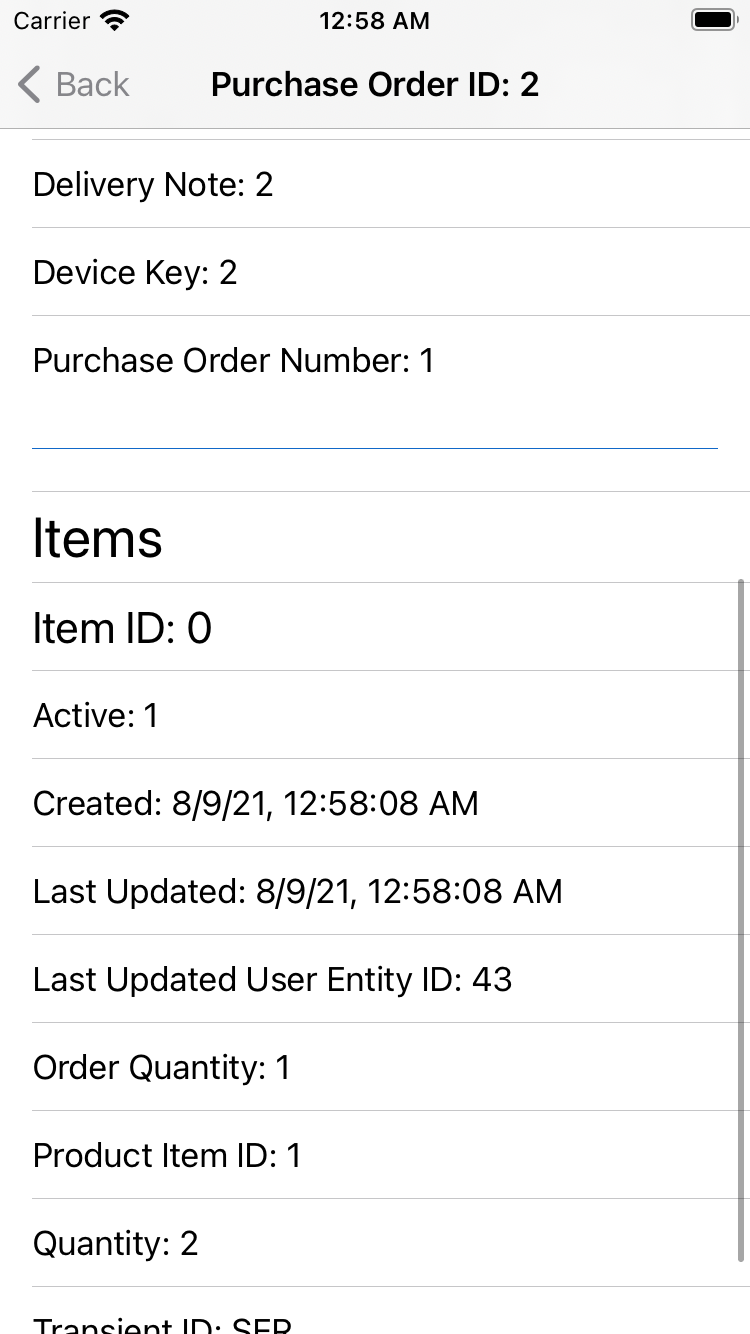 Carrier 12:58 AM
Back Purchase Order ID: 2
Delivery Note: 2
Device Key: 2
Purchase Order Number: 1
Items
Item ID: 0
Active: 1
Created: 8/9/21, 12:58:08 AM
Last Updated: 8/9/21, 12:58:08 AM
Last Updated User Entity ID: 43
Order Quantity: 1
Product Item ID: 1
Quantity: 2
Transient ID: SER